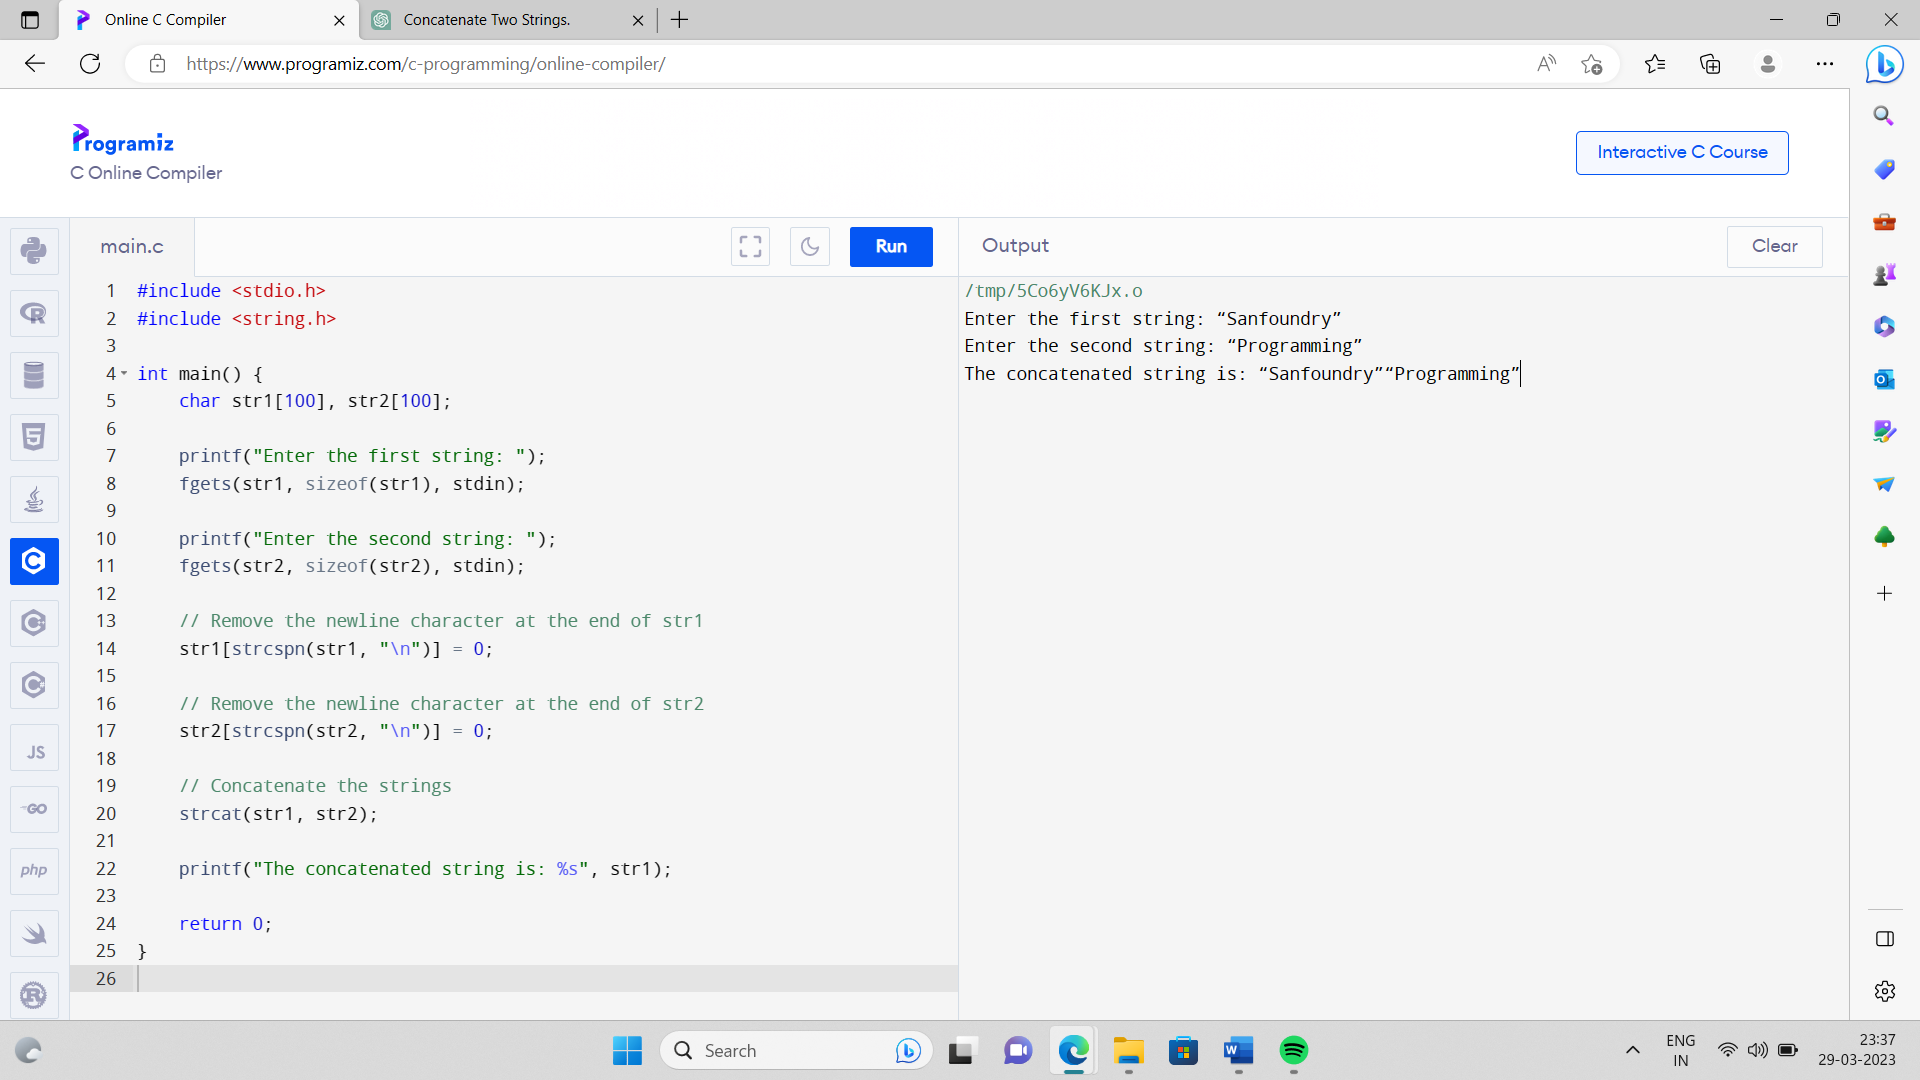 Online C Compiler
Concatenate Two Strings.
https://www.programiz.com/c-programming/online-compiler/
Programiz
C Online Compiler
Interactive C Course
main.c
Run
Output
Clear
1 #include <stdio.h>
2 #include <string.h>
3
4 int main() {
5 char str1[100], str2[100];
6
7 printf("Enter the first string: ");
8 fgets(str1, sizeof(str1), stdin);
9
10 printf("Enter the second string: ");
11 fgets(str2, sizeof(str2), stdin);
12
13 // Remove the newline character at the end of str1
14 str1[strcspn(str1, "\n")] = 0;
15
16 // Remove the newline character at the end of str2
17 str2[strcspn(str2, "\n")] = 0;
18
19 // Concatenate the strings
20 strcat(str1, str2);
21
22 printf("The concatenated string is: %s", str1);
23
24 return 0;
25 }
26
/tmp/5Co6yV6KJx.o
Enter the first string: “Sanfoundry”
Enter the second string: “Programming”
The concatenated string is: “Sanfoundry”“Programming”
JS
GO
php
Search
ENG
IN
23:37
29-03-2023